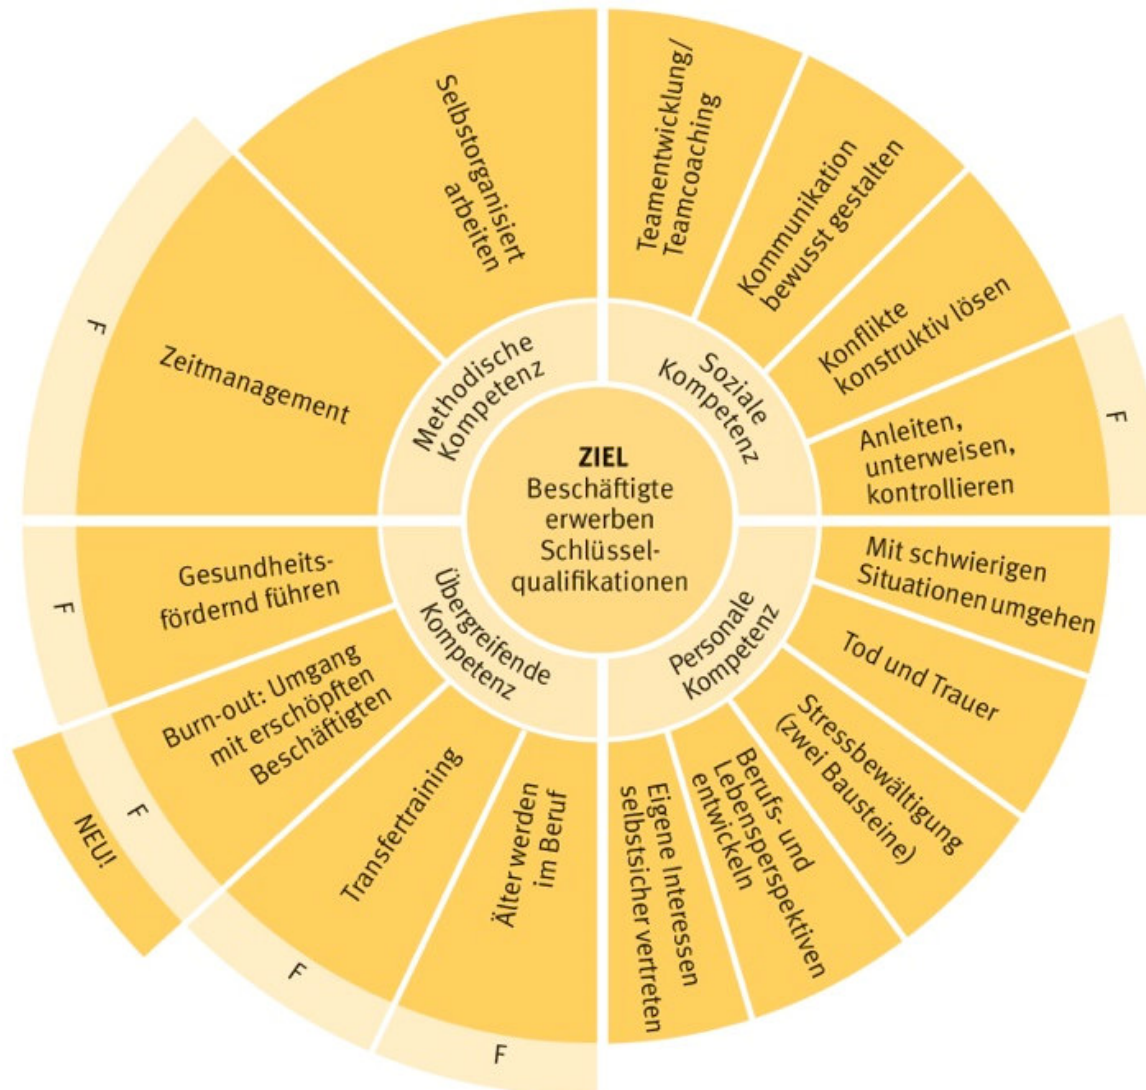 ZIEL
Beschäftigte
erwerben
Schlüssel-
qualifikationen
Methodische
Kompetenz
Selbstorganisiert
arbeiten
Zeitmanagement
F
Soziale
Kompetenz
Teamentwicklung/
Teamcoaching
Kommunikation
bewusst gestalten
Konflikte
konstruktiv lösen
Anleiten,
unterweisen,
kontrollieren
F
Personale
Kompetenz
Mit schwierigen
Situationen umgehen
Tod und Trauer
Stressbewältigung
(zwei Bausteine)
Berufs- und
Lebensperspektiven
entwickeln
Eigene Interessen
selbstsicher vertreten
Übergreifende
Kompetenz
Älter werden
im Beruf
F
Transfertraining
F
Burn-out: Umgang
mit erschöpften
Beschäftigten
F
NEU!
Gesundheits-
fördernd führen
F